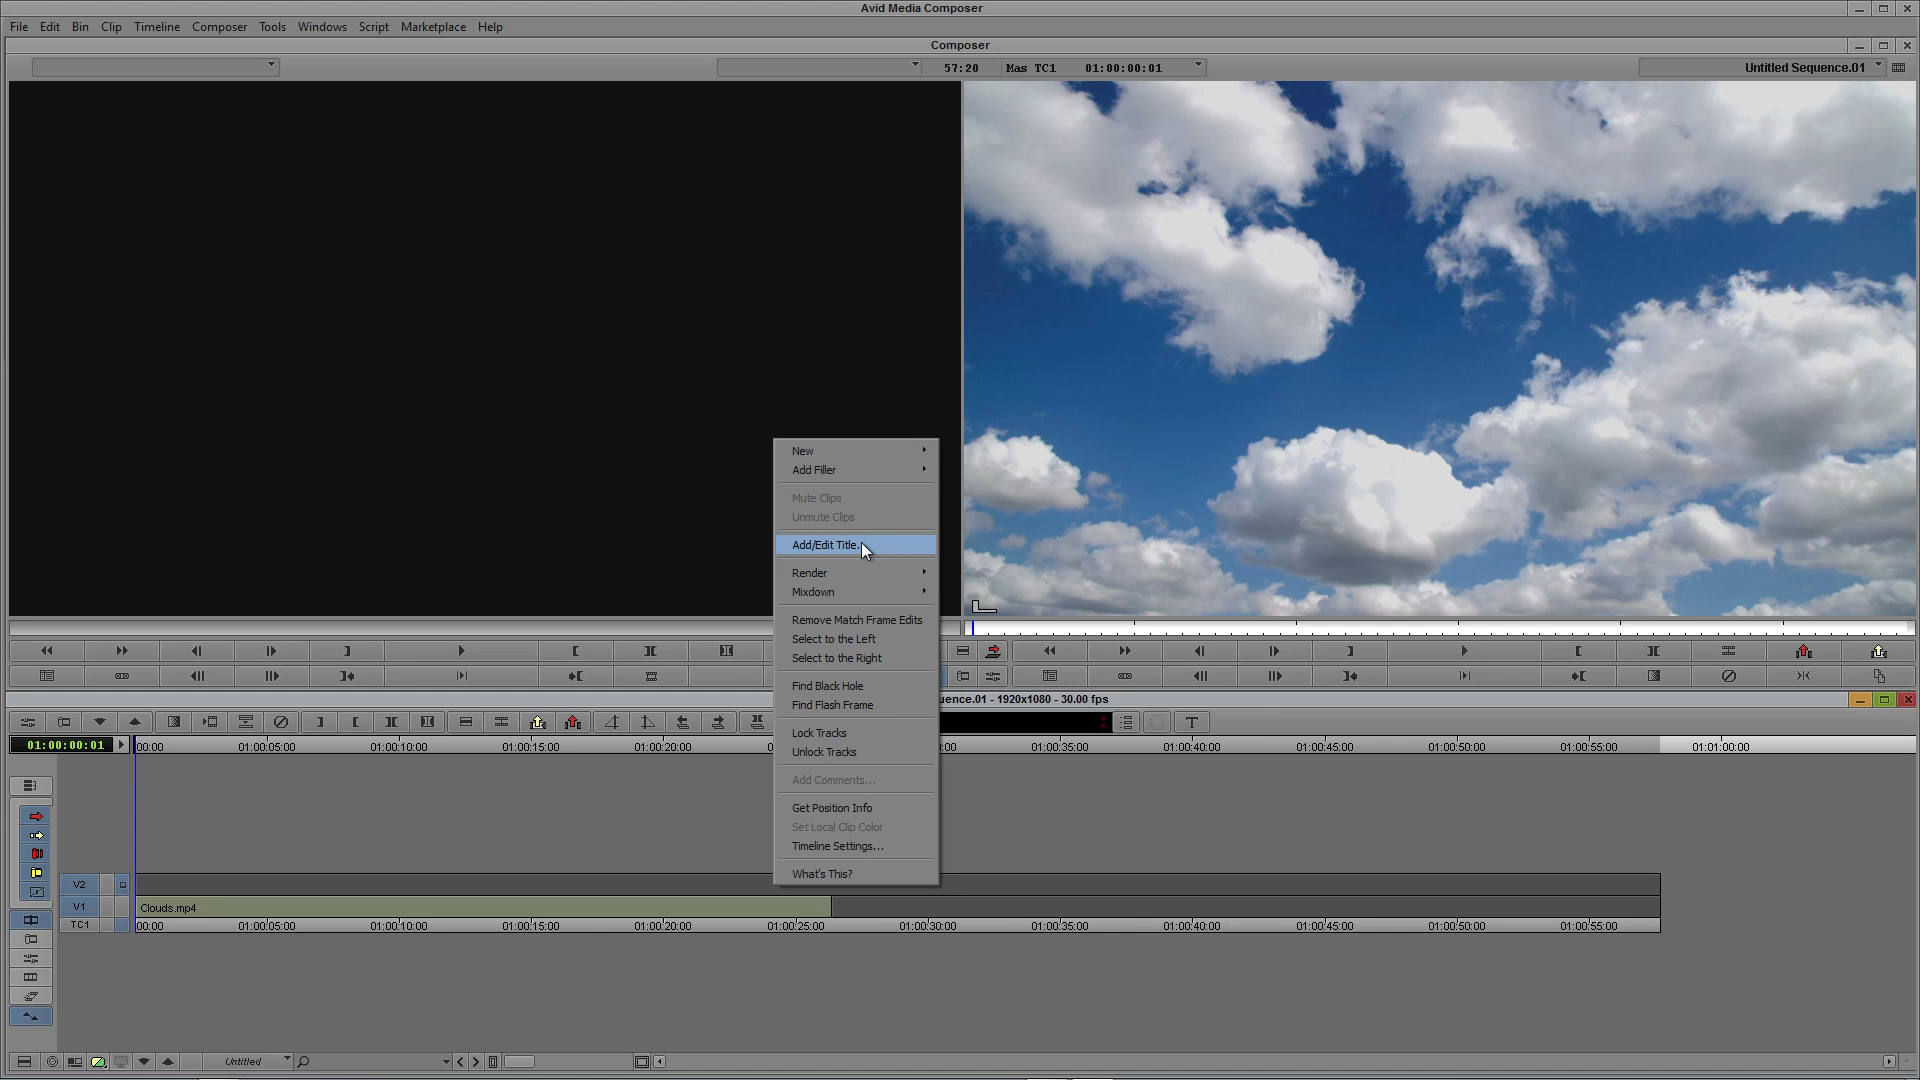 Avid Media Composer
File Edit Bin Clip Timeline Composer Tools Windows Script Marketplace Help
Composer
57:20 Mas TC1 01:00:00:01
Untitled Sequence.01
New
Add Filler
Mute Clips
Unmute Clips
Add/Edit Title..
Render
Mixdown
Remove Match Frame Edits
Select to the Left
Select to the Right
Find Black Hole
Find Flash Frame
Lock Tracks
Unlock Tracks
Add Comments...
Get Position Info
Set Local Clip Color
Timeline Settings...
What's This?
uence.01 - 1920x1080 - 30.00 fps
T
01:00:00:01
00:00 01:00:05:00 01:00:10:00 01:00:15:00 01:00:20:00 00:00 01:00:35:00 01:00:40:00 01:00:45:00 01:00:50:00 01:00:55:00 01:01:00:00
V2
V1 Clouds.mp4
TC1 00:00 01:00:05:00 01:00:10:00 01:00:15:00 01:00:20:00 01:00:25:00 01:00:30:00 01:00:35:00 01:00:40:00 01:00:45:00 01:00:50:00 01:00:55:00
Untitled